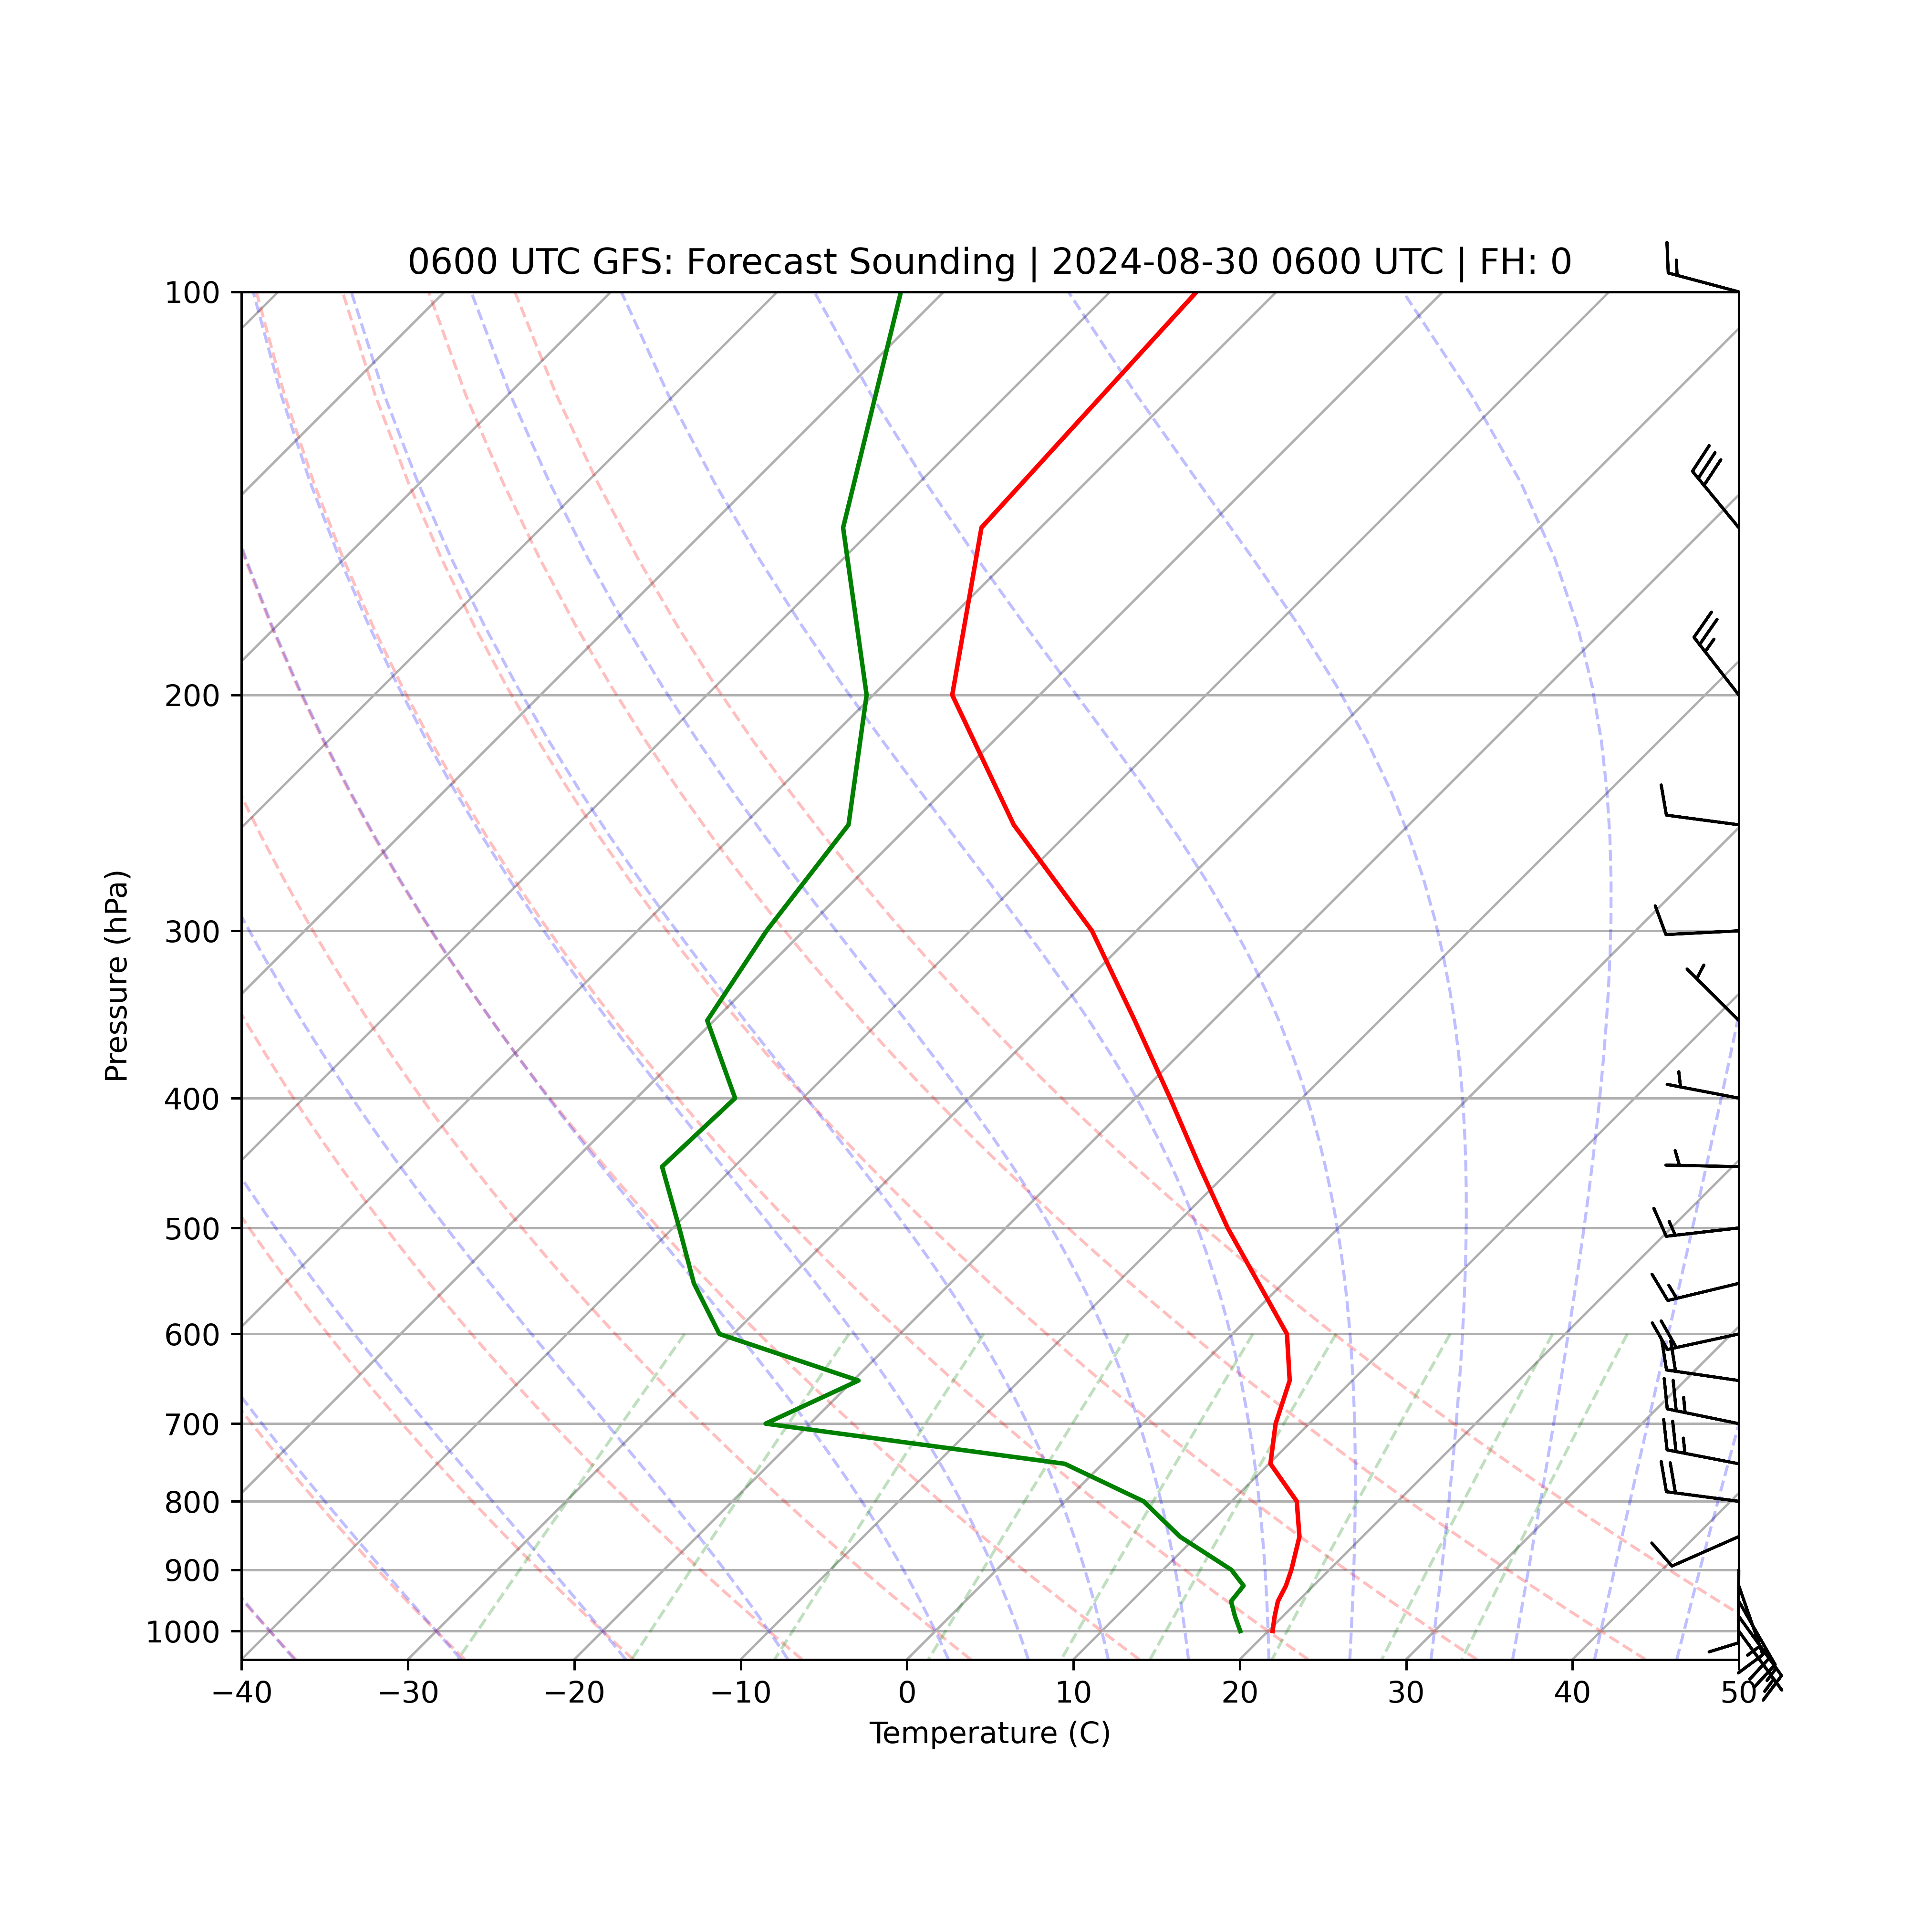 0600 UTC GFS: Forecast Sounding | 2024-08-30 0600 UTC | FH: 0
100
200
300
400
500
600
700
800
900
1000
Pressure (hPa)
−40 −30 −20 −10 0 10 20 30 40 50
Temperature (C)